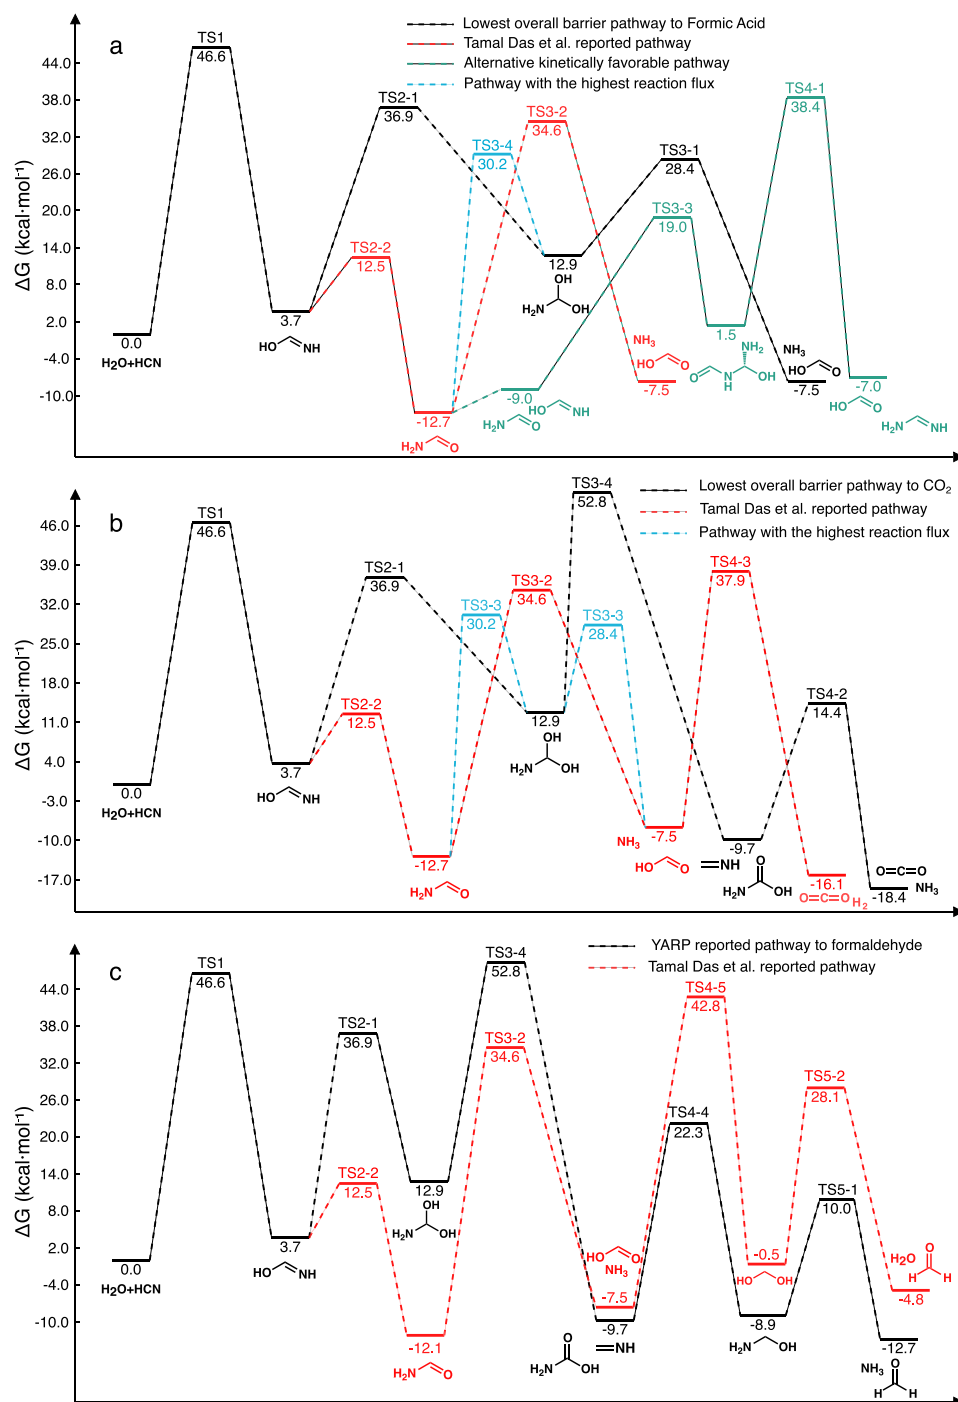 a
Lowest overall barrier pathway to Formic Acid
Tamal Das et al. reported pathway
Alternative kinetically favorable pathway
Pathway with the highest reaction flux
ΔG (kcal·mol⁻¹)
44.0
38.0
32.0
26.0
20.0
14.0
8.0
2.0
-4.0
-10.0
TS1
46.6
TS2-1
36.9
TS3-2
34.6
TS4-1
38.4
TS3-4
30.2
TS3-1
28.4
TS3-3
19.0
TS2-2
12.5
12.9
OH
H₂N OH
0.0
H₂O+HCN
3.7
HO NH
1.5
NH₂
O N H OH
NH₃
HO O
-7.5
NH₃
HO O
-7.5
-7.0
HO O
H₂N NH
-9.0
H₂N O
HO NH
-12.7
H₂N O
b
Lowest overall barrier pathway to CO₂
Tamal Das et al. reported pathway
Pathway with the highest reaction flux
ΔG (kcal·mol⁻¹)
46.0
39.0
32.0
25.0
18.0
11.0
4.0
-3.0
-10.0
-17.0
TS1
46.6
TS3-4
52.8
TS2-1
36.9
TS3-2
34.6
TS4-3
37.9
TS3-3
30.2
TS3-3
28.4
TS2-2
12.5
12.9
OH
H₂N OH
TS4-2
14.4
0.0
H₂O+HCN
3.7
HO NH
-12.7
H₂N O
NH₃
-7.5
HO O
NH
-9.7
O
H₂N OH
-16.1
O=C=O H₂
O=C=O
-18.4
NH₃
c
YARP reported pathway to formaldehyde
Tamal Das et al. reported pathway
ΔG (kcal·mol⁻¹)
44.0
38.0
32.0
26.0
20.0
14.0
8.0
2.0
-4.0
-10.0
TS1
46.6
TS3-4
52.8
TS2-1
36.9
TS3-2
34.6
TS4-5
42.8
TS5-2
28.1
TS4-4
22.3
TS2-2
12.5
12.9
OH
H₂N OH
TS5-1
10.0
0.0
H₂O+HCN
3.7
HO NH
-12.1
H₂N O
HO O
NH₃
-7.5
-9.7
O
H₂N OH
NH
-0.5
HO OH
-8.9
H₂N OH
H₂O O
H H
-4.8
-12.7
NH₃ O
H H